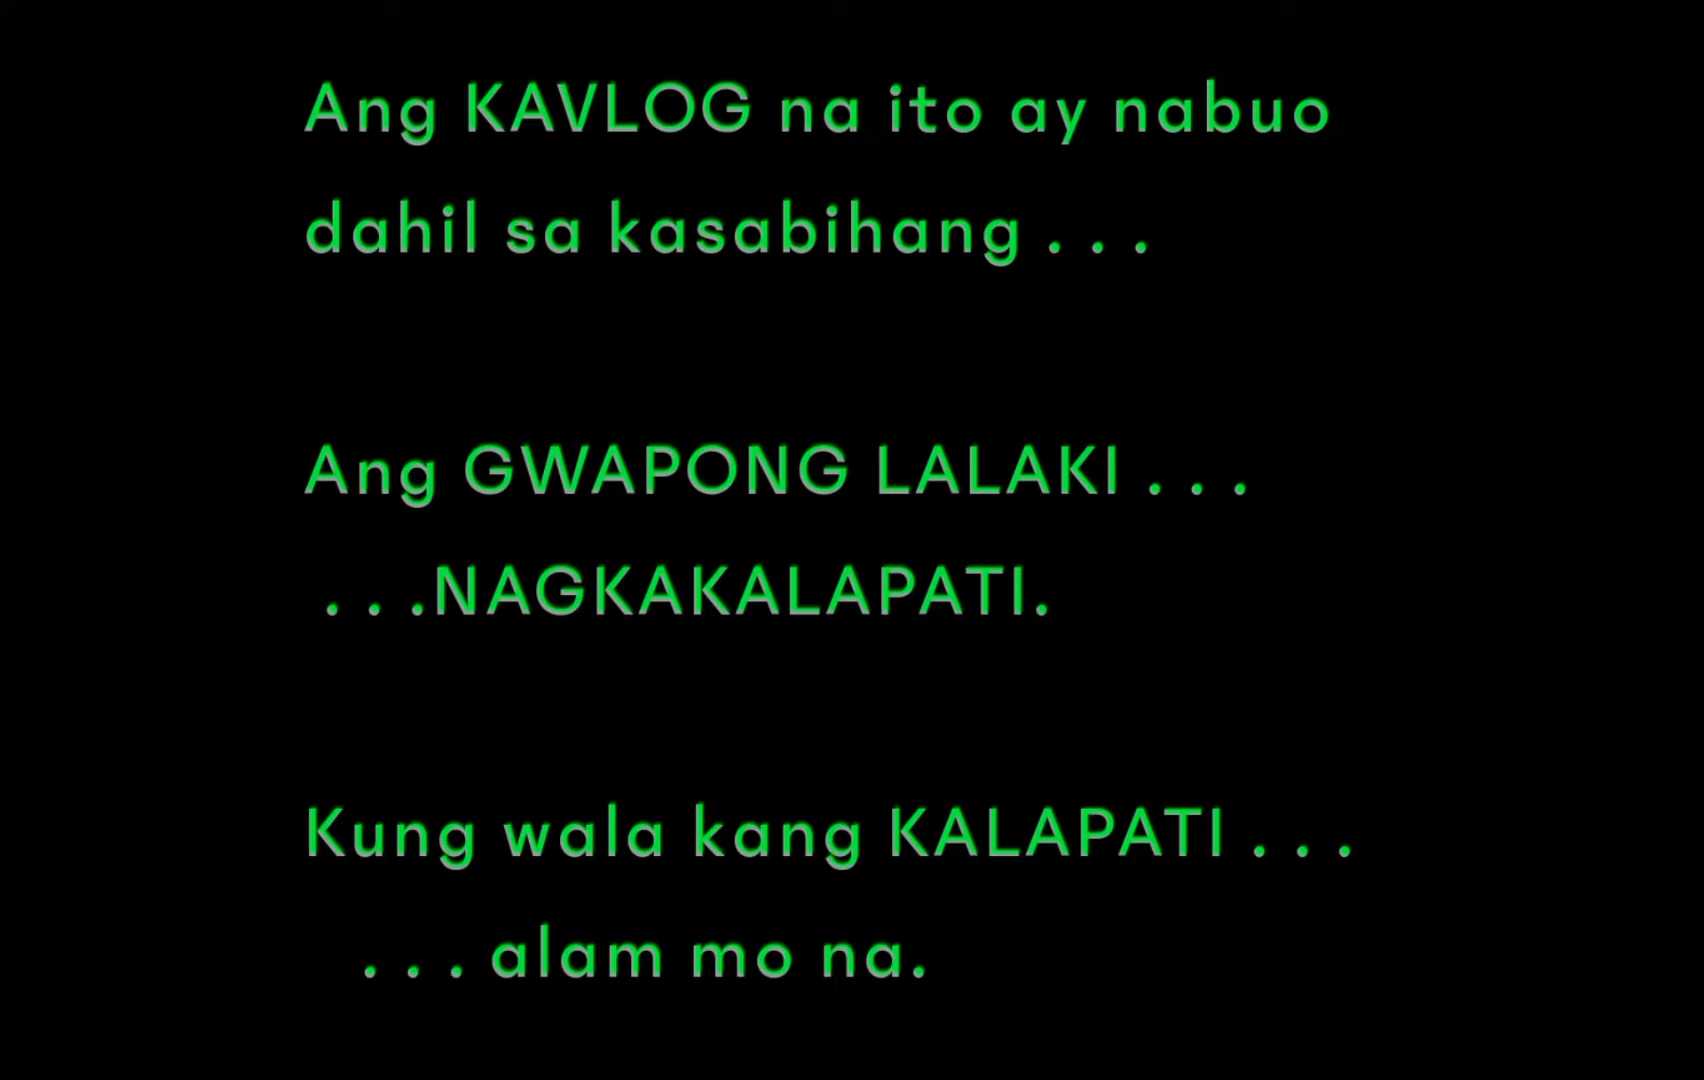 Ang KAVLOG na ito ay nabuo
dahil sa kasabihang . . .
Ang GWAPONG LALAKI . . .
. . .NAGKAKALAPATI.
Kung wala kang KALAPATI . . .
. . . alam mo na.